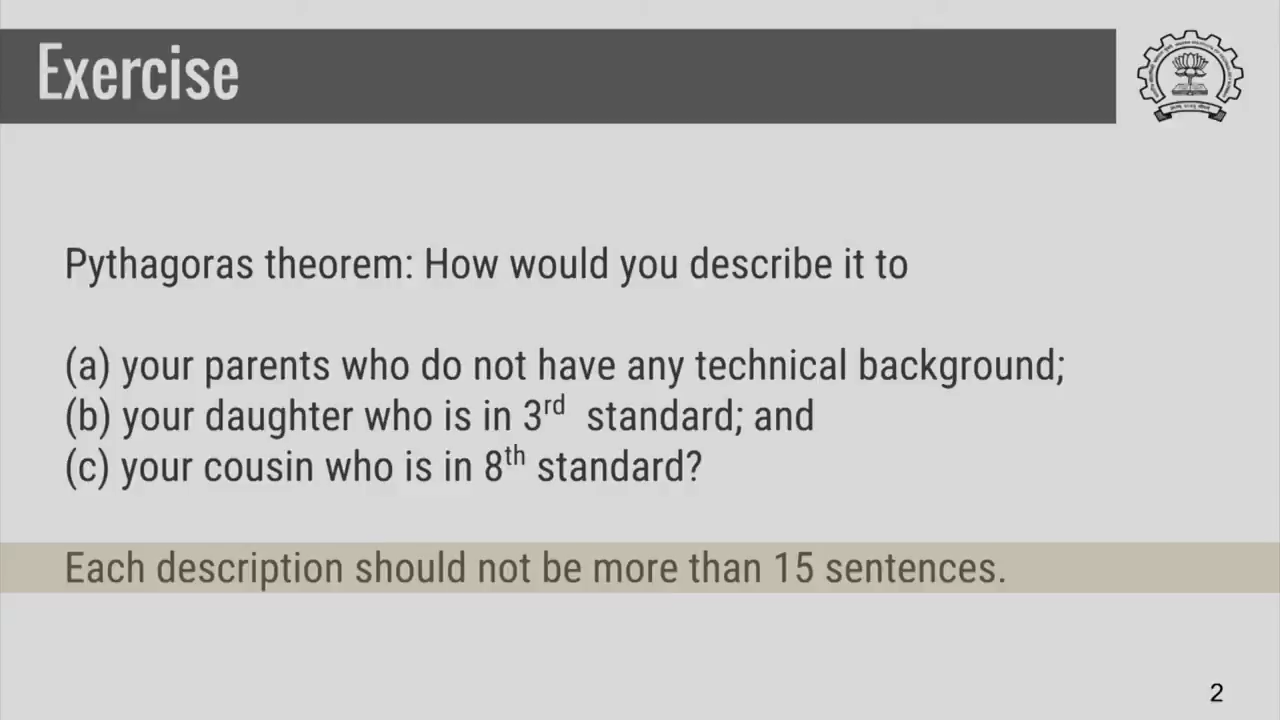 Exercise
Pythagoras theorem: How would you describe it to
(a) your parents who do not have any technical background;
(b) your daughter who is in 3rd standard; and
(c) your cousin who is in 8th standard?
Each description should not be more than 15 sentences.
2